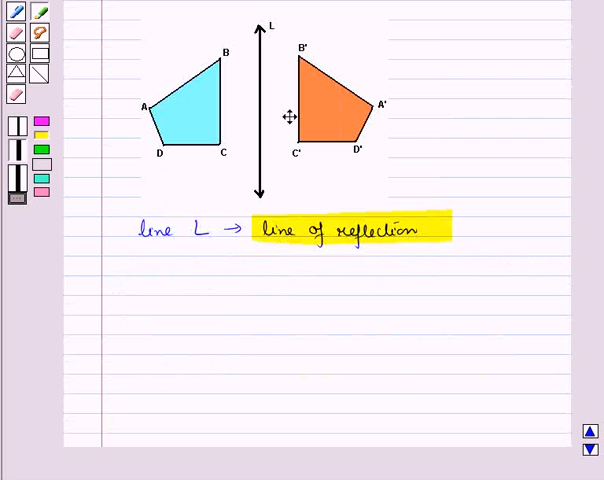 L
B
B'
A
A'
D
C
C'
D'
line L → line of reflection